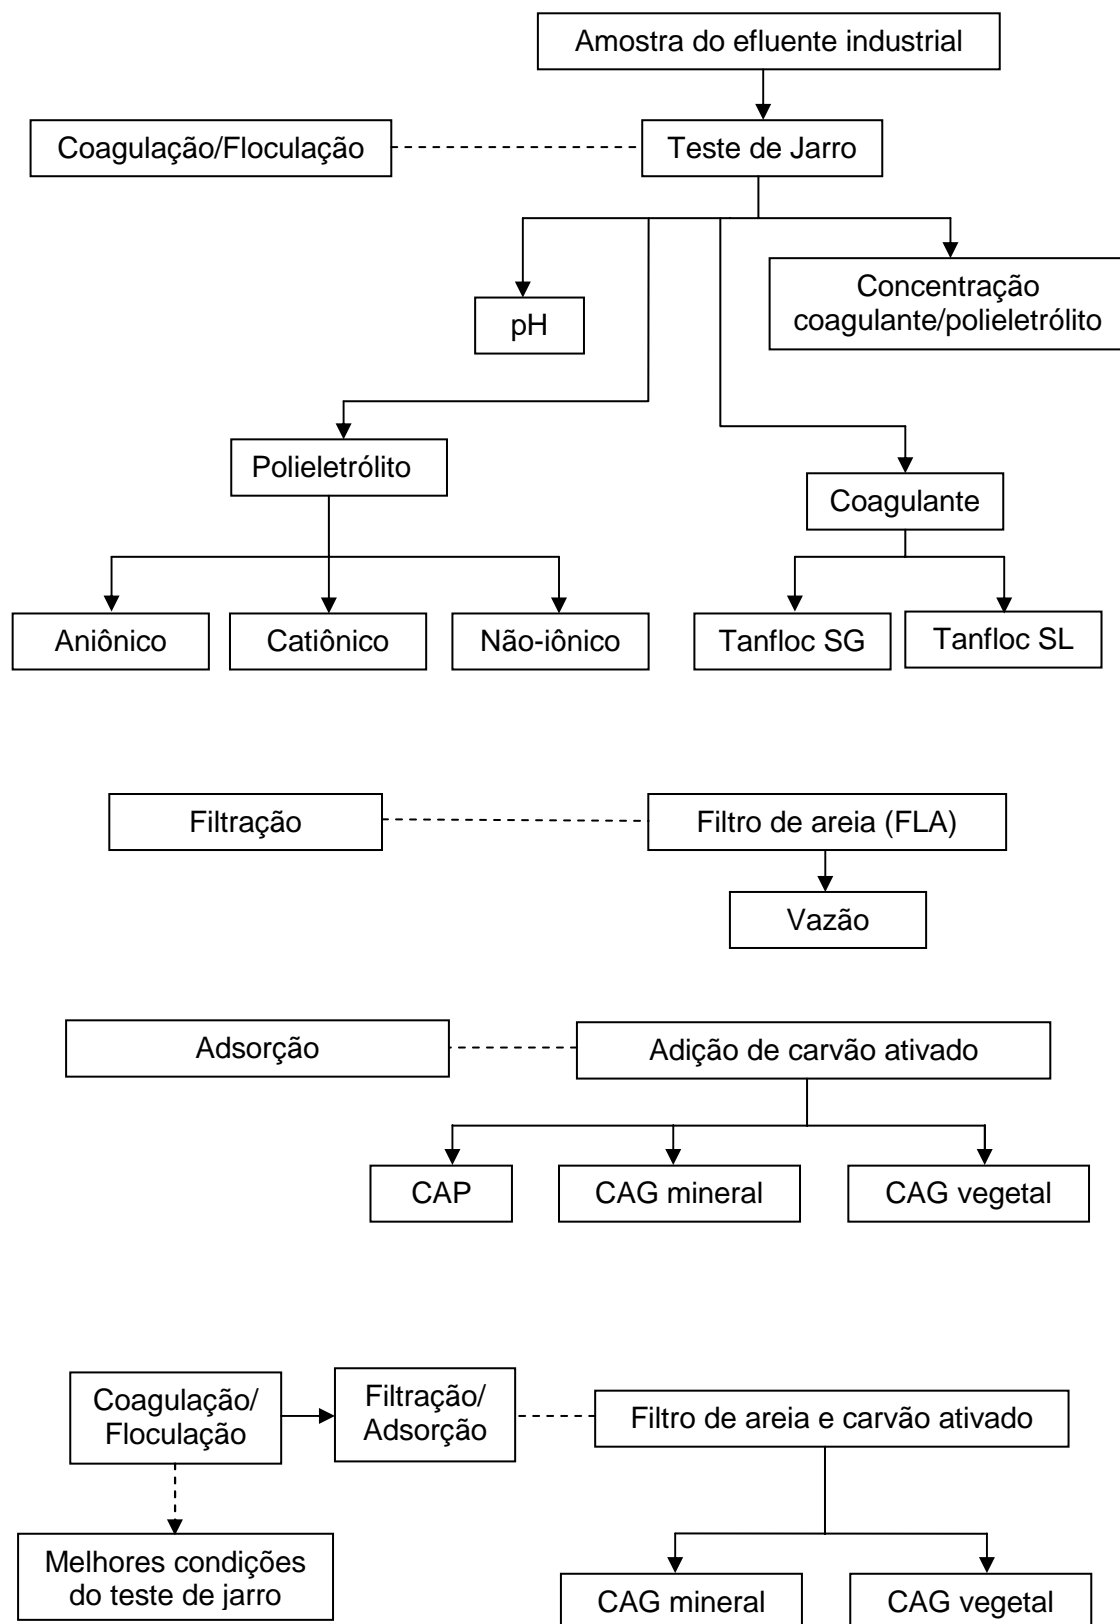 Amostra do efluente industrial
Coagulação/Floculação
Teste de Jarro
pH
Concentração
coagulante/polieletrólito
Polieletrólito
Coagulante
Aniônico
Catiônico
Não-iônico
Tanfloc SG
Tanfloc SL
Filtração
Filtro de areia (FLA)
Vazão
Adsorção
Adição de carvão ativado
CAP
CAG mineral
CAG vegetal
Coagulação/
Floculação
Filtração/
Adsorção
Filtro de areia e carvão ativado
Melhores condições
do teste de jarro
CAG mineral
CAG vegetal